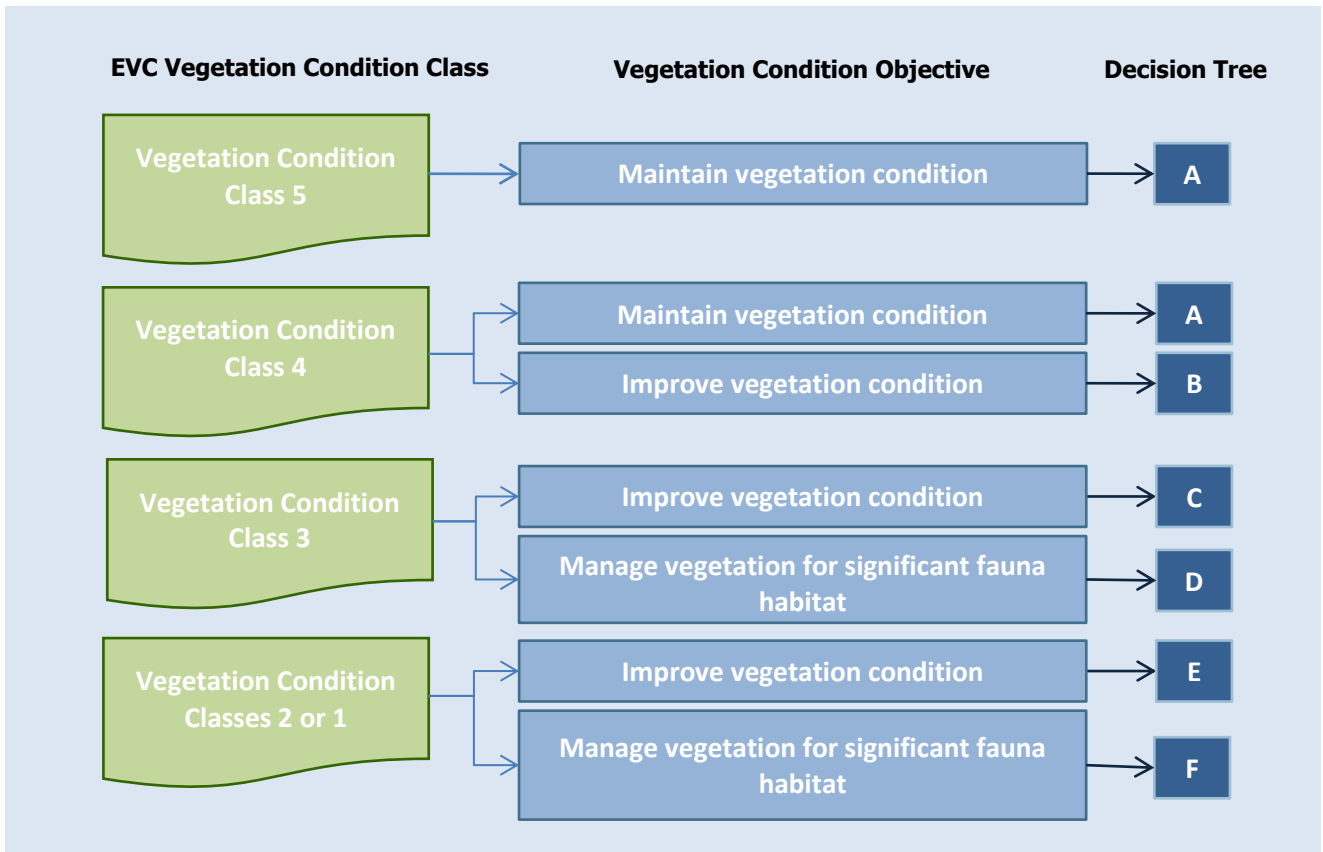 EVC Vegetation Condition Class
Vegetation Condition Objective
Decision Tree
Vegetation Condition
Class 5
Maintain vegetation condition
A
Vegetation Condition
Class 4
Maintain vegetation condition
A
Improve vegetation condition
B
Vegetation Condition
Class 3
Improve vegetation condition
C
Manage vegetation for significant fauna
habitat
D
Vegetation Condition
Classes 2 or 1
Improve vegetation condition
E
Manage vegetation for significant fauna
habitat
F